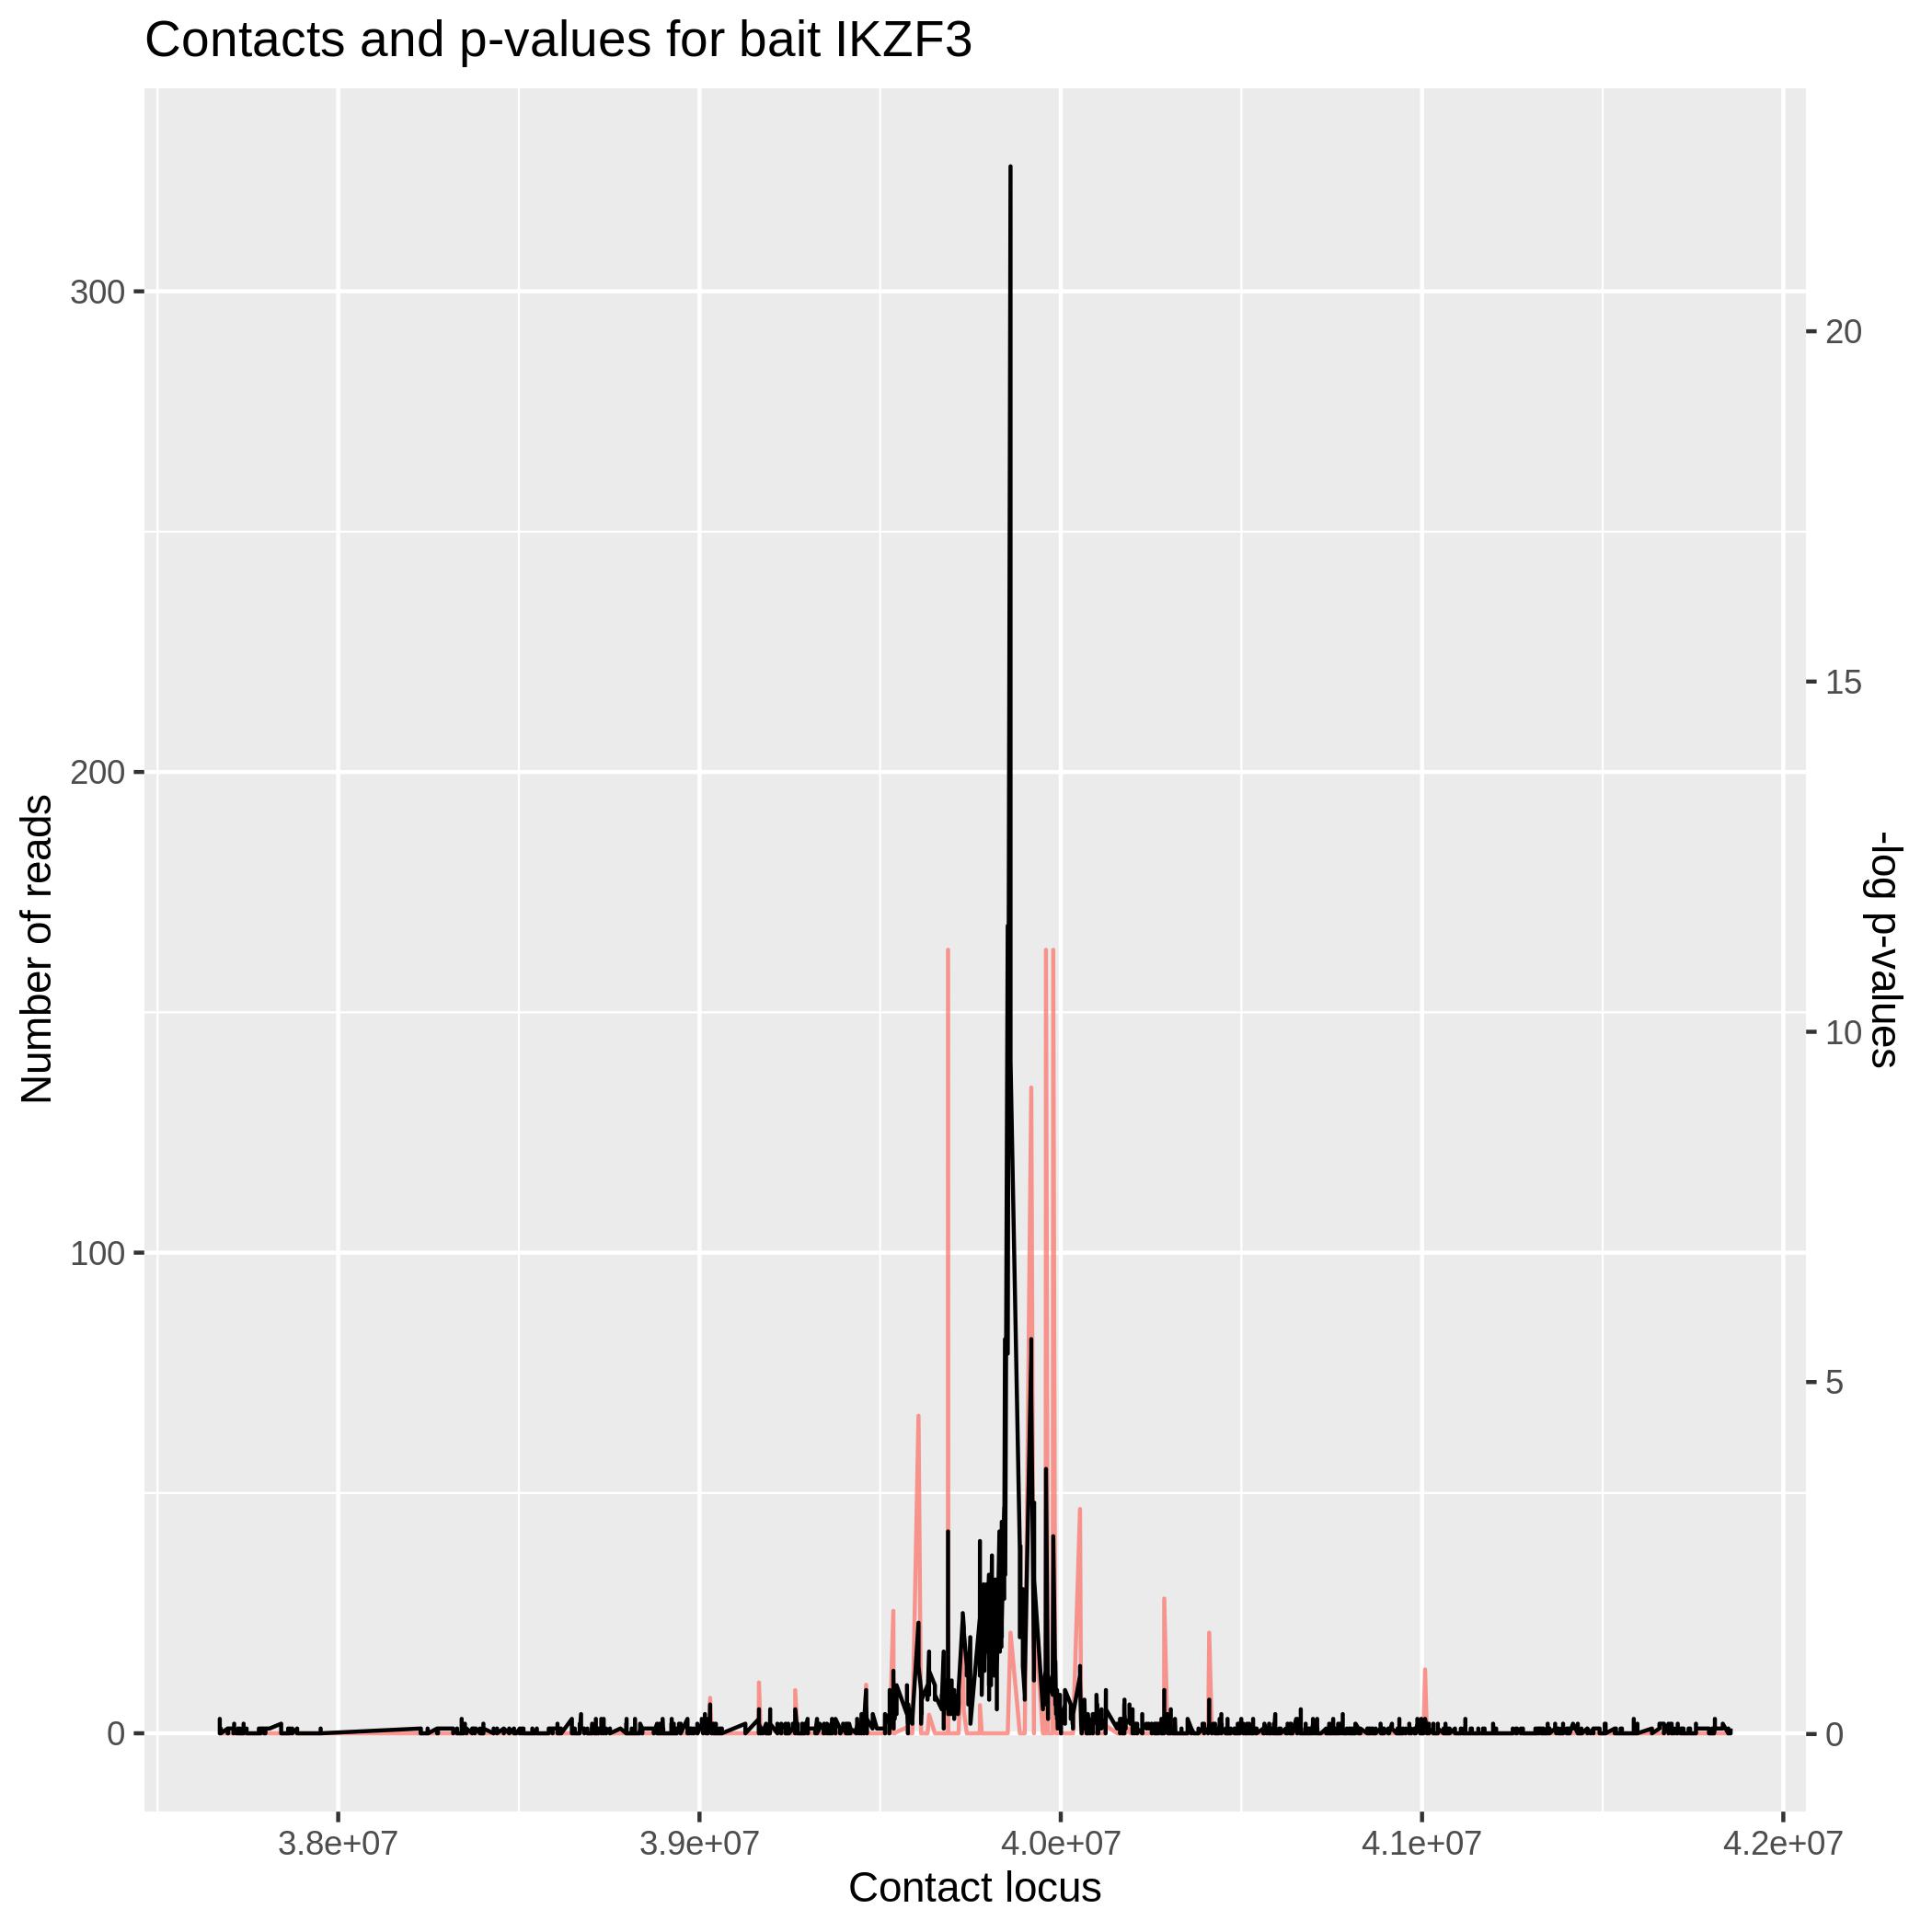 Contacts and p-values for bait IKZF3
300
200
100
0
Number of reads
20
15
10
5
0
-log p-values
3.8e+07
3.9e+07
4.0e+07
4.1e+07
4.2e+07
Contact locus